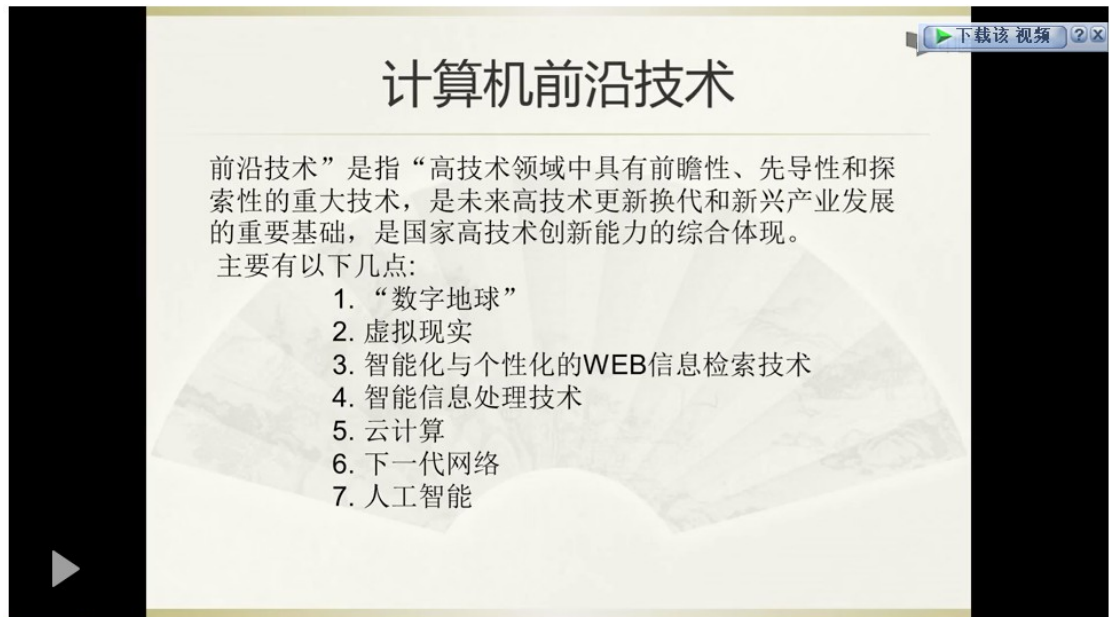 下载该 视频
计算机前沿技术
前沿技术”是指“高技术领域中具有前瞻性、先导性和探
索性的重大技术，是未来高技术更新换代和新兴产业发展
的重要基础，是国家高技术创新能力的综合体现。
主要有以下几点:
1. “数字地球”
2. 虚拟现实
3. 智能化与个性化的WEB信息检索技术
4. 智能信息处理技术
5. 云计算
6. 下一代网络
7. 人工智能